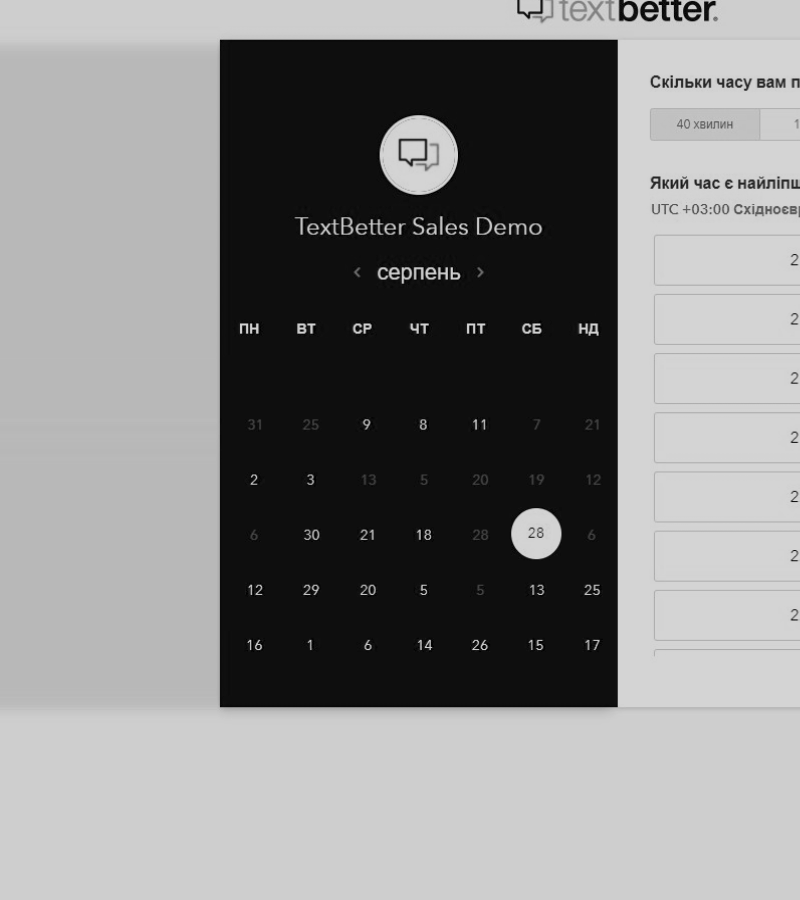 textbetter.
TextBetter Sales Demo
‹ серпень ›
ПН ВТ СР ЧТ ПТ СБ НД
31 25 9 8 11 7 21
2 3 13 5 20 19 12
6 30 21 18 28 28 6
12 29 20 5 5 13 25
16 1 6 14 26 15 17
Скільки часу вам п
40 хвилин 1
Який час є найліпш
UTC +03:00 Східноєв
2
2
2
2
2
2
2